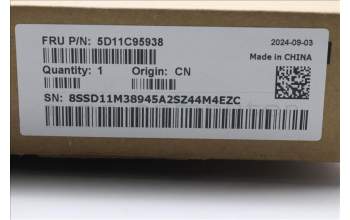 FRU P/N: 5D11C95938
2024-09-03
Made in CHINA
Quantity: 1 Origin: CN
SN: 8SSD11M38945A2SZ44M4EZC